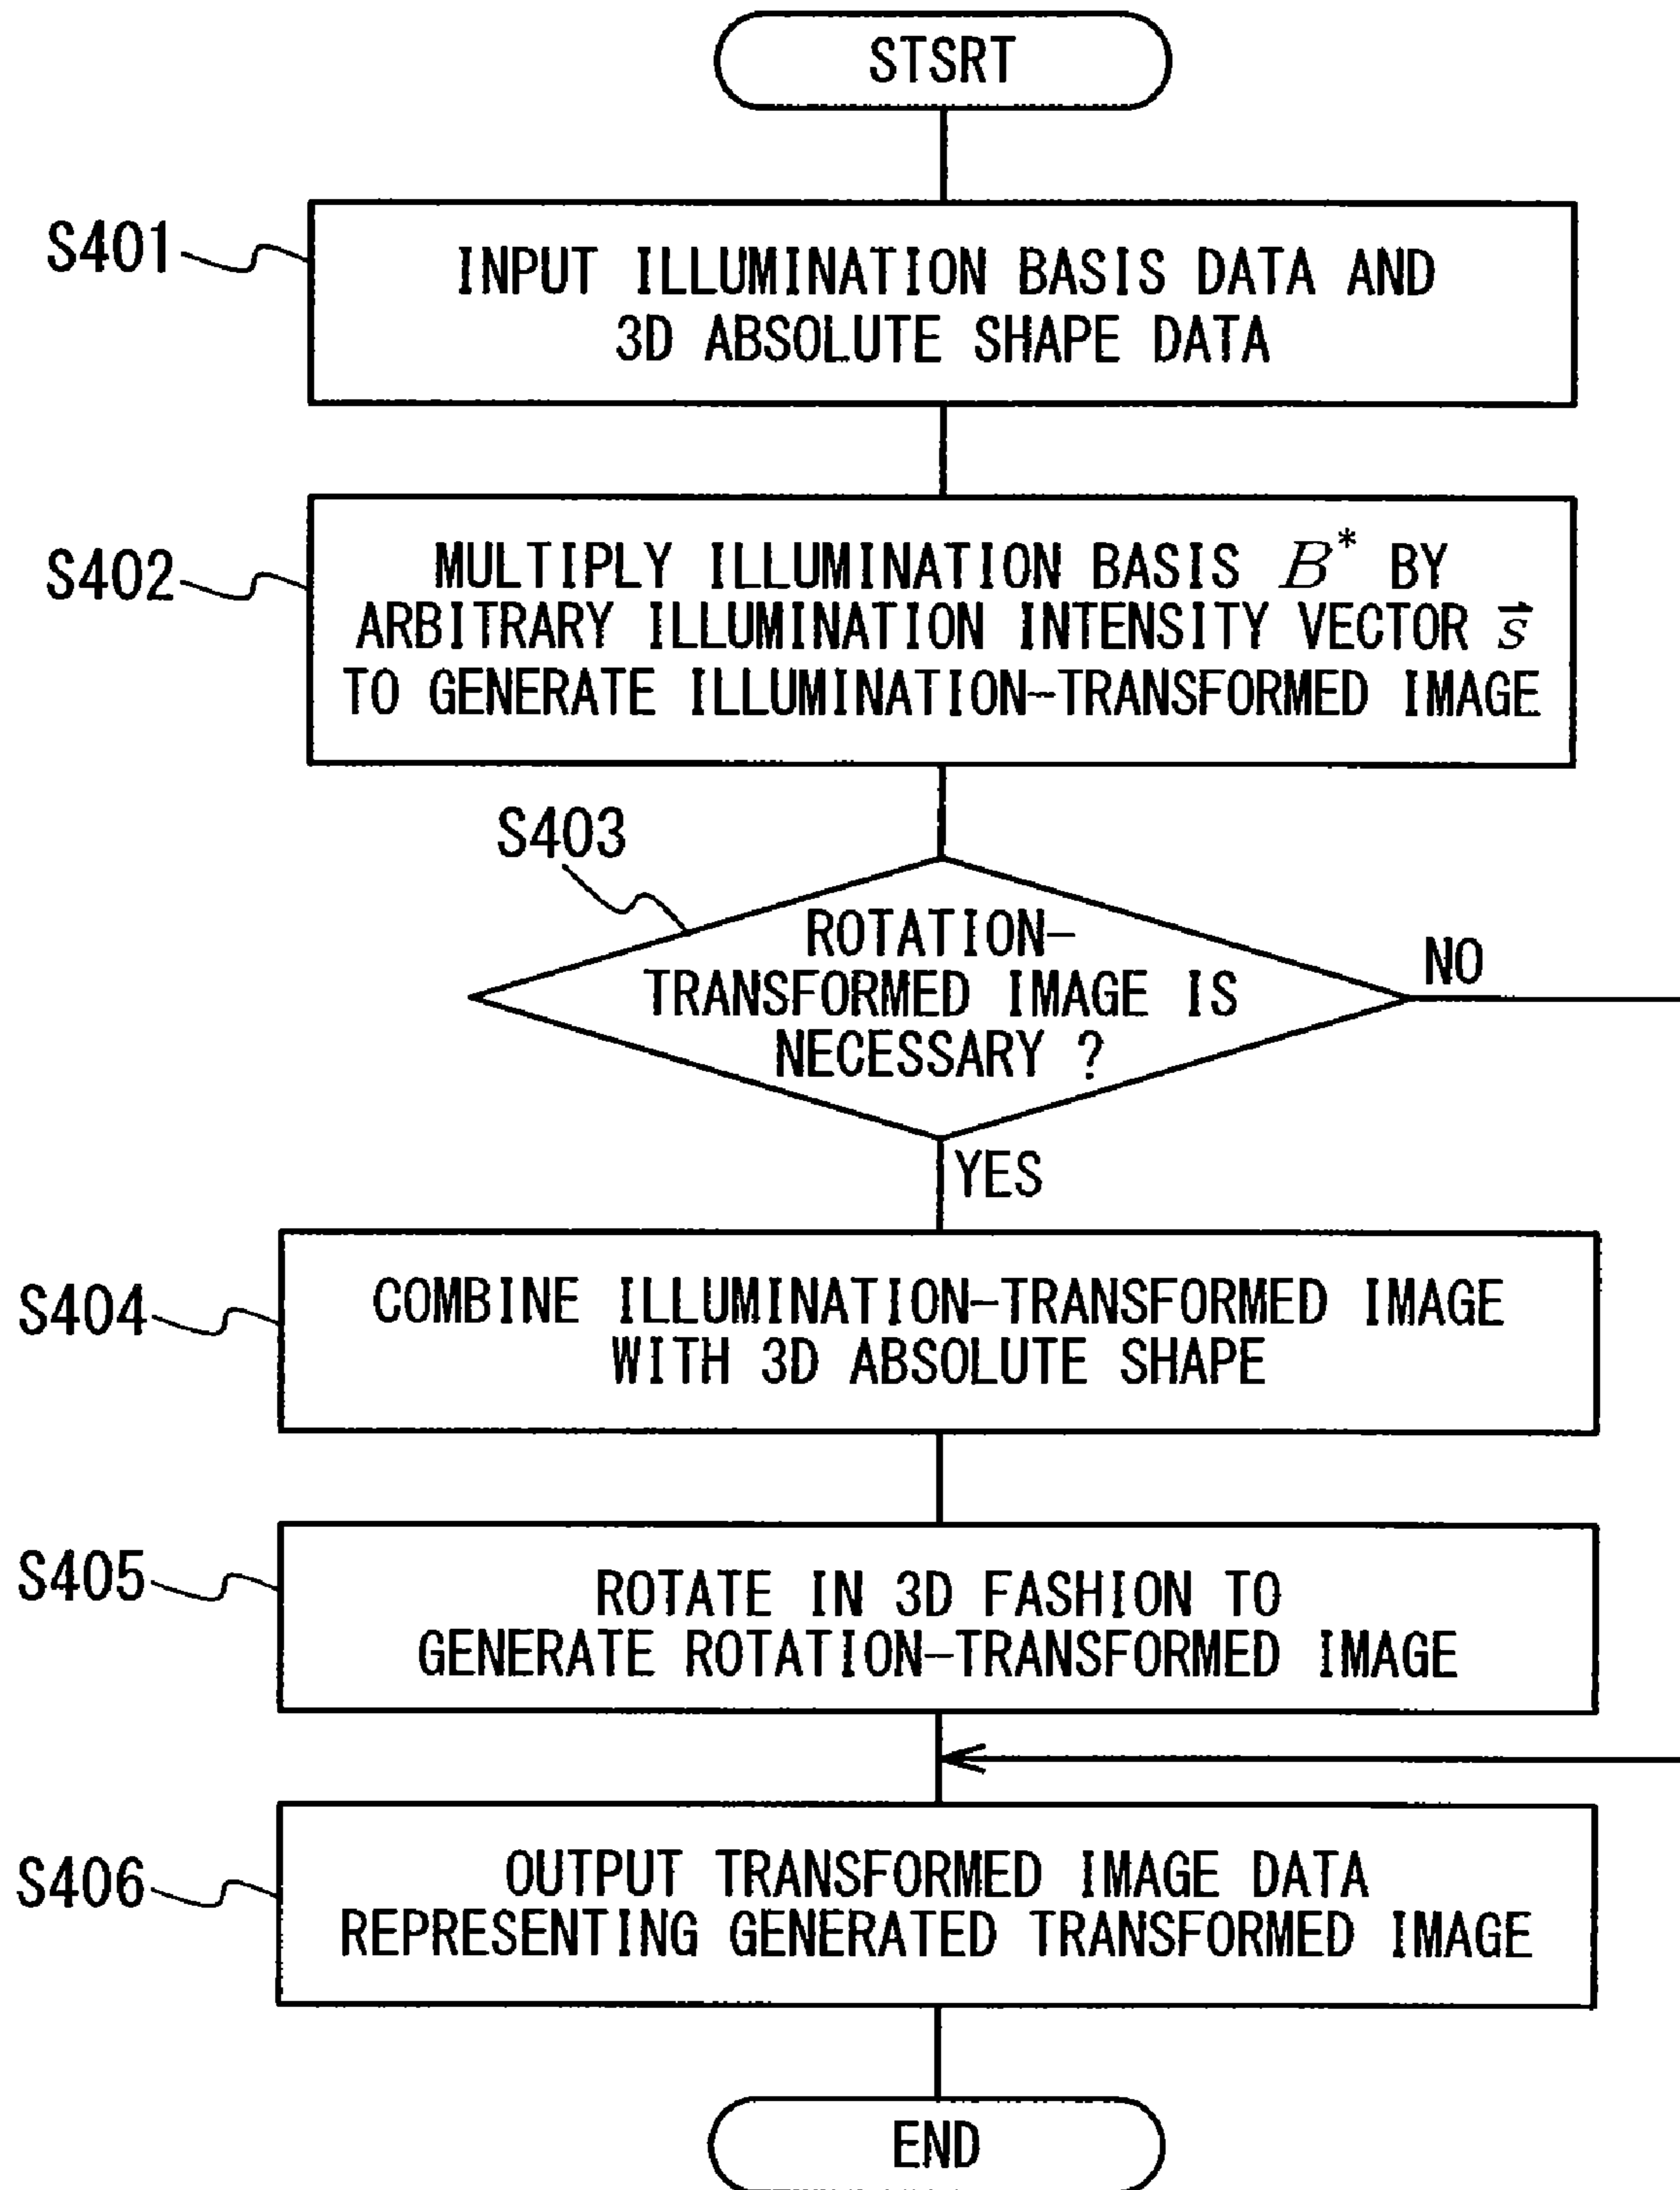 STSRT
S401
INPUT ILLUMINATION BASIS DATA AND
3D ABSOLUTE SHAPE DATA
S402
MULTIPLY ILLUMINATION BASIS B* BY
ARBITRARY ILLUMINATION INTENSITY VECTOR s⃗
TO GENERATE ILLUMINATION-TRANSFORMED IMAGE
S403
ROTATION-
TRANSFORMED IMAGE IS
NECESSARY ?
NO
YES
S404
COMBINE ILLUMINATION-TRANSFORMED IMAGE
WITH 3D ABSOLUTE SHAPE
S405
ROTATE IN 3D FASHION TO
GENERATE ROTATION-TRANSFORMED IMAGE
S406
OUTPUT TRANSFORMED IMAGE DATA
REPRESENTING GENERATED TRANSFORMED IMAGE
END